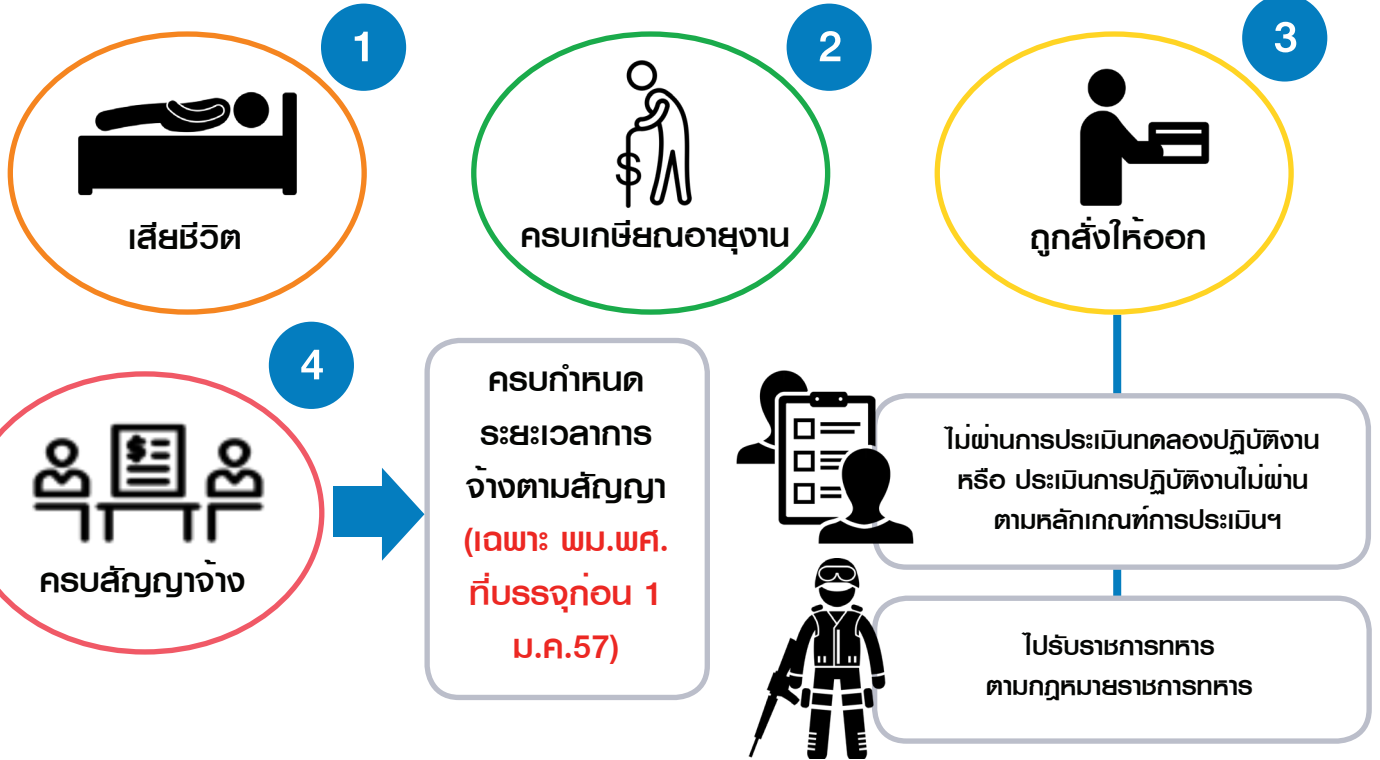 1
เสียชีวิต
2
ครบเกษียณอายุงาน
3
ถูกสั่งให้ออก
4
ครบสัญญาจ้าง
ครบกำหนด
ระยะเวลาการ
จ้างตามสัญญา
(เฉพาะ พม.พศ.
ที่บรรจุก่อน 1
ม.ค.57)
ไม่ผ่านการประเมินทดลองปฏิบัติงาน
หรือ ประเมินการปฏิบัติงานไม่ผ่าน
ตามหลักเกณฑ์การประเมินฯ
ไปรับราชการทหาร
ตามกฎหมายราชการทหาร